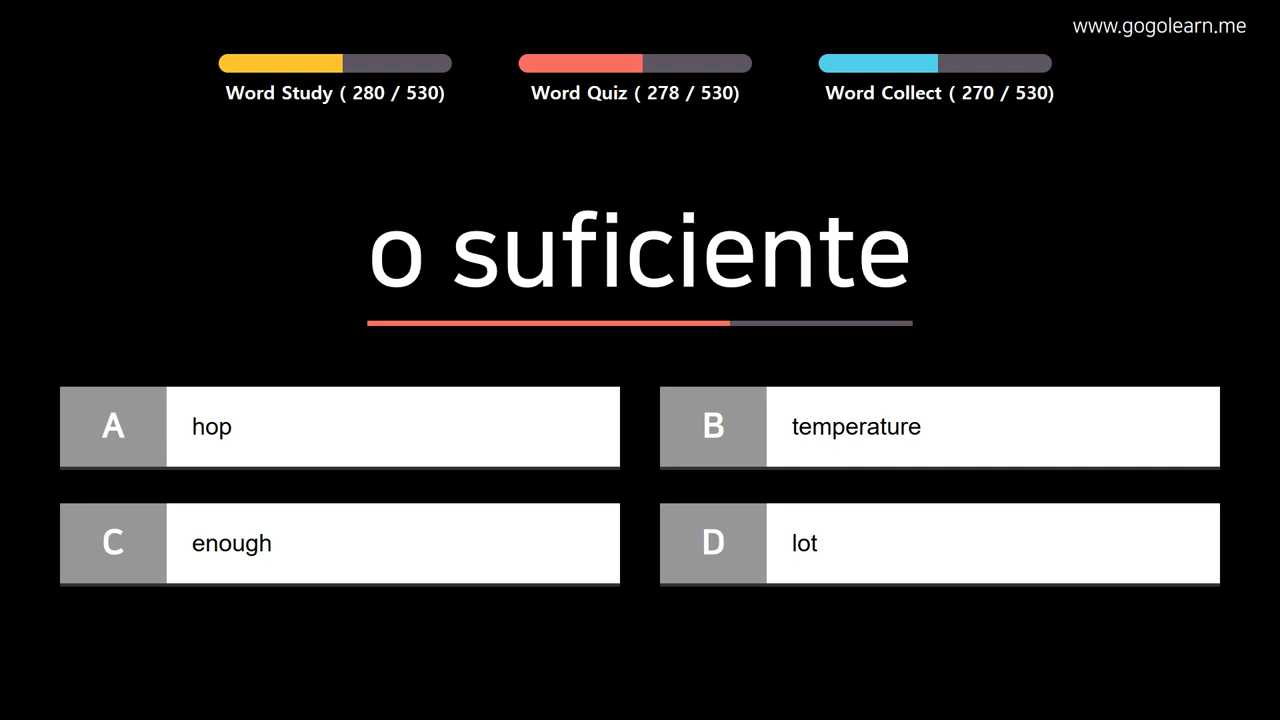 www.gogolearn.me
Word Study ( 280 / 530)
Word Quiz ( 278 / 530)
Word Collect ( 270 / 530)
o suficiente
A hop
B temperature
C enough
D lot